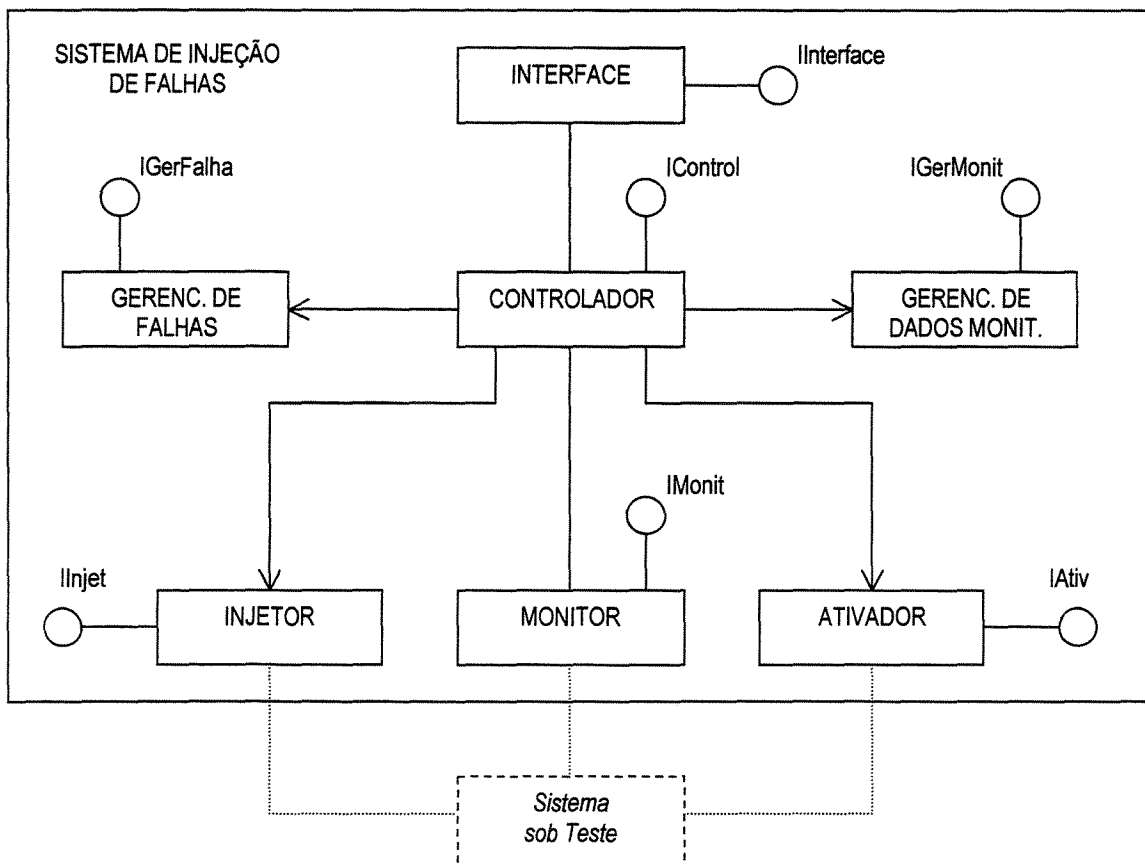 SISTEMA DE INJEÇÃO
DE FALHAS
INTERFACE
IInterface
IGerFalha
IControl
IGerMonit
GERENC. DE
FALHAS
CONTROLADOR
GERENC. DE
DADOS MONIT.
IMonit
IInjet
INJETOR
MONITOR
ATIVADOR
IAtiv
Sistema
sob Teste